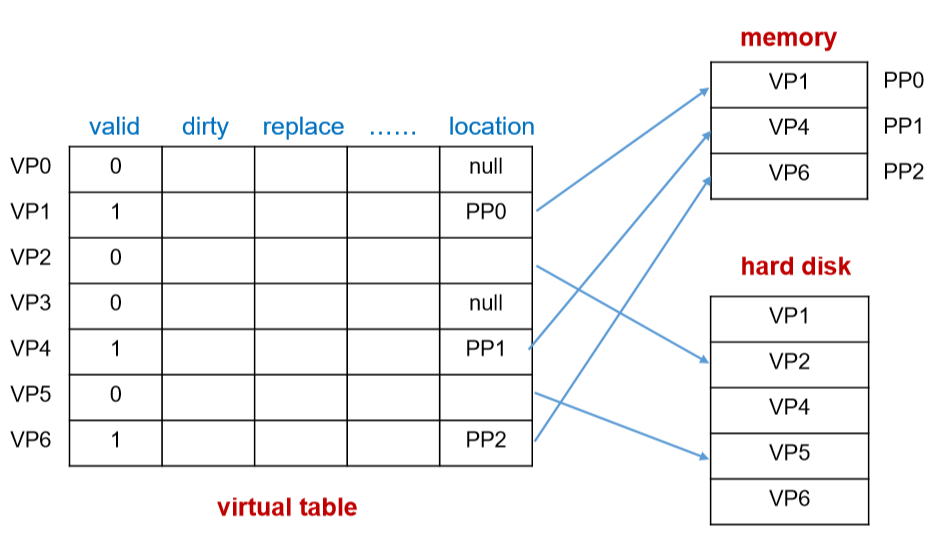 memory
VP1 PP0
VP4 PP1
VP6 PP2
valid dirty replace …… location
VP0 0 null
VP1 1 PP0
VP2 0
VP3 0 null
VP4 1 PP1
VP5 0
VP6 1 PP2
virtual table
hard disk
VP1
VP2
VP4
VP5
VP6